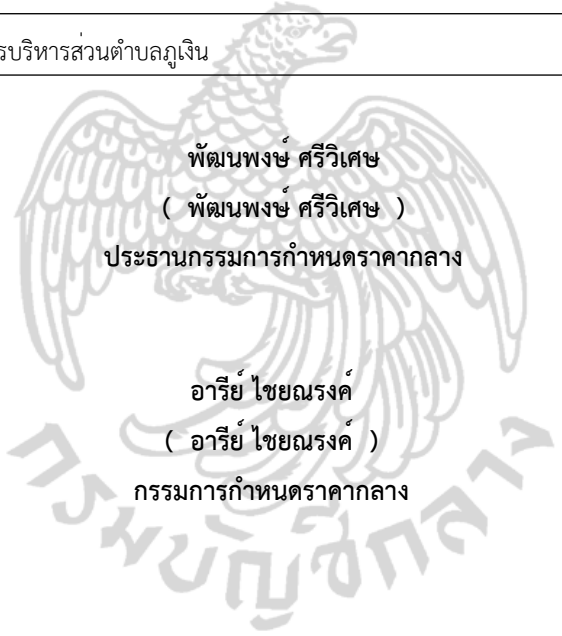 รบริหารส่วนตำบลภูเงิน
พัฒนพงษ์ ศรีวิเศษ
( พัฒนพงษ์ ศรีวิเศษ )
ประธานกรรมการกำหนดราคากลาง
อารีย์ ไชยณรงค์
( อารีย์ ไชยณรงค์ )
กรรมการกำหนดราคากลาง
กรมบัญชีกลาง